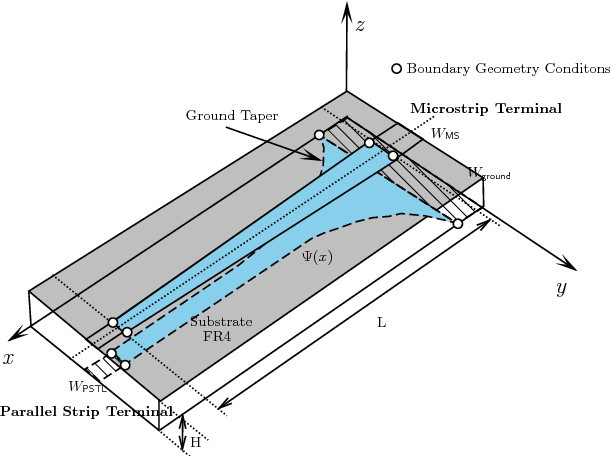 z
Boundary Geometry Conditons
Microstrip Terminal
Ground Taper
W_MS
W_ground
Ψ(x)
y
Substrate
FR4
L
x
W_PSTL
Parallel Strip Terminal
H